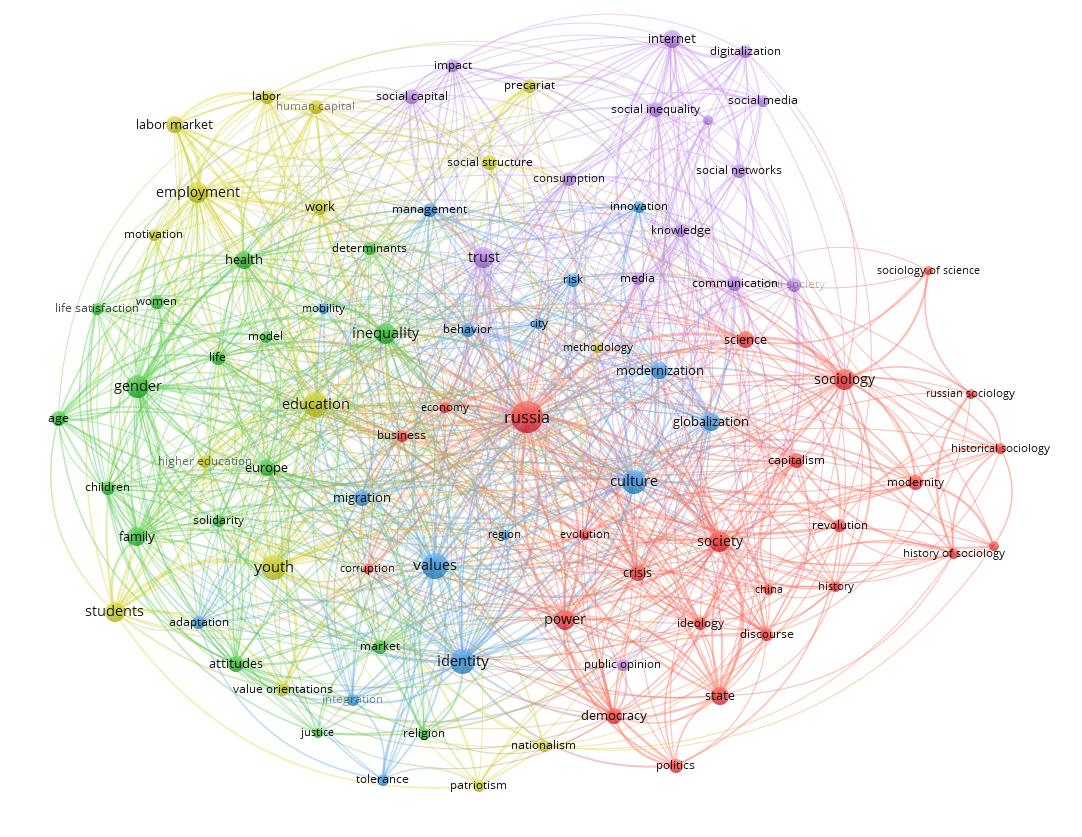 internet
digitalization
impact
precariat
labor
human capital
social capital
social media
social inequality
labor market
social structure
social networks
consumption
employment
work
management
innovation
motivation
knowledge
determinants
health
trust
sociology of science
risk
media
communication
women
life satisfaction
mobility
behavior
city
inequality
model
science
methodology
life
modernization
gender
sociology
russian sociology
education
economy
age
russia
globalization
business
historical sociology
higher education
europe
capitalism
culture
modernity
children
migration
solidarity
revolution
family
region
evolution
society
history of sociology
youth
values
corruption
crisis
history
china
students
adaptation
power
ideology
discourse
market
attitudes
identity
public opinion
value orientations
integration
state
democracy
justice
religion
nationalism
politics
tolerance
patriotism